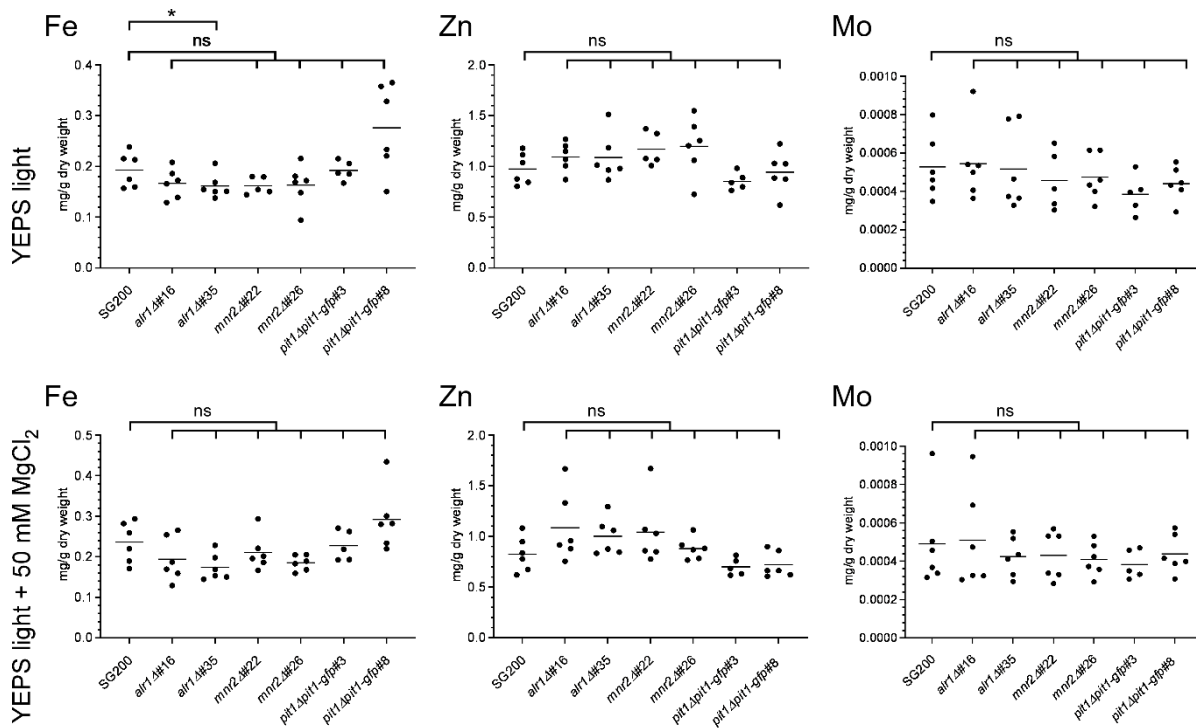 YEPS light
Fe
*
ns
mg/g dry weight
0.4
0.3
0.2
0.1
0.0
SG200
alr1Δ#16
alr1Δ#35
mnr2Δ#22
mnr2Δ#26
pit1Δpit1-gfp#3
pit1Δpit1-gfp#8
Zn
ns
mg/g dry weight
2.0
1.5
1.0
0.5
0.0
SG200
alr1Δ#16
alr1Δ#35
mnr2Δ#22
mnr2Δ#26
pit1Δpit1-gfp#3
pit1Δpit1-gfp#8
Mo
ns
mg/g dry weight
0.0010
0.0008
0.0006
0.0004
0.0002
0.0000
SG200
alr1Δ#16
alr1Δ#35
mnr2Δ#22
mnr2Δ#26
pit1Δpit1-gfp#3
pit1Δpit1-gfp#8
YEPS light + 50 mM MgCl₂
Fe
ns
mg/g dry weight
0.5
0.4
0.3
0.2
0.1
0.0
SG200
alr1Δ#16
alr1Δ#35
mnr2Δ#22
mnr2Δ#26
pit1Δpit1-gfp#3
pit1Δpit1-gfp#8
Zn
ns
mg/g dry weight
2.0
1.5
1.0
0.5
0.0
SG200
alr1Δ#16
alr1Δ#35
mnr2Δ#22
mnr2Δ#26
pit1Δpit1-gfp#3
pit1Δpit1-gfp#8
Mo
ns
mg/g dry weight
0.0010
0.0008
0.0006
0.0004
0.0002
0.0000
SG200
alr1Δ#16
alr1Δ#35
mnr2Δ#22
mnr2Δ#26
pit1Δpit1-gfp#3
pit1Δpit1-gfp#8